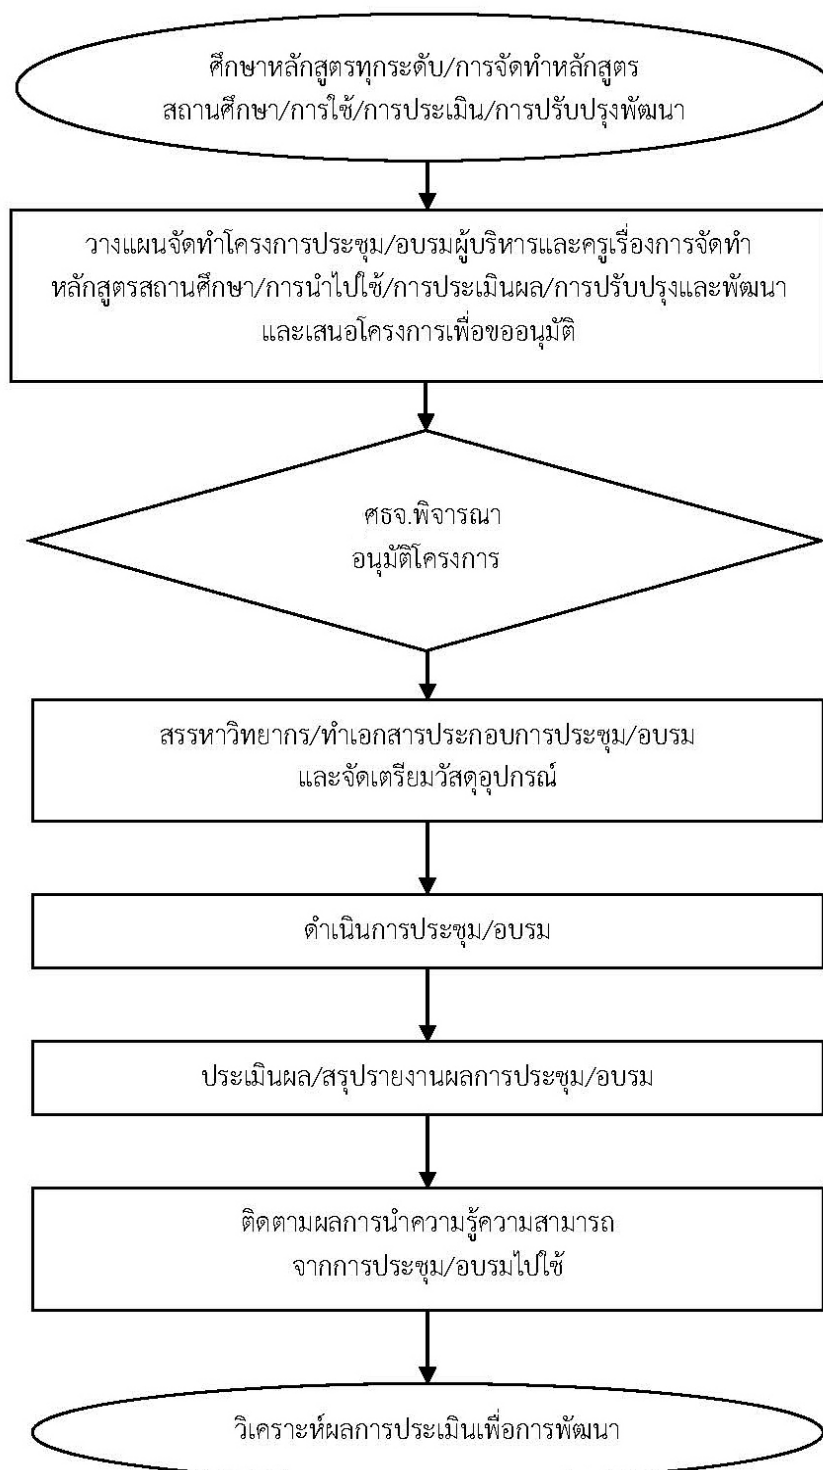 ศึกษาหลักสูตรทุกระดับ/การจัดทำหลักสูตร
สถานศึกษา/การใช้/การประเมิน/การปรับปรุงพัฒนา
วางแผนจัดทำโครงการประชุม/อบรมผู้บริหารและครูเรื่องการจัดทำ
หลักสูตรสถานศึกษา/การนำไปใช้/การประเมินผล/การปรับปรุงและพัฒนา
และเสนอโครงการเพื่อขออนุมัติ
ศธจ.พิจารณา
อนุมัติโครงการ
สรรหาวิทยากร/ทำเอกสารประกอบการประชุม/อบรม
และจัดเตรียมวัสดุอุปกรณ์
ดำเนินการประชุม/อบรม
ประเมินผล/สรุปรายงานผลการประชุม/อบรม
ติดตามผลการนำความรู้ความสามารถ
จากการประชุม/อบรมไปใช้
วิเคราะห์ผลการประเมินเพื่อการพัฒนา